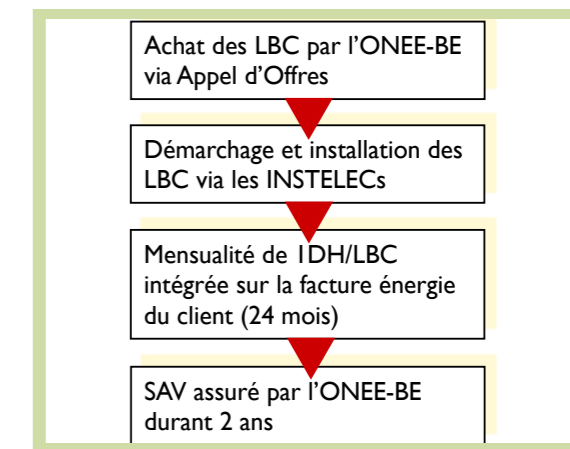 Achat des LBC par l’ONEE-BE
via Appel d’Offres
Démarchage et installation des
LBC via les INSTELECs
Mensualité de 1DH/LBC
intégrée sur la facture énergie
du client (24 mois)
SAV assuré par l’ONEE-BE
durant 2 ans